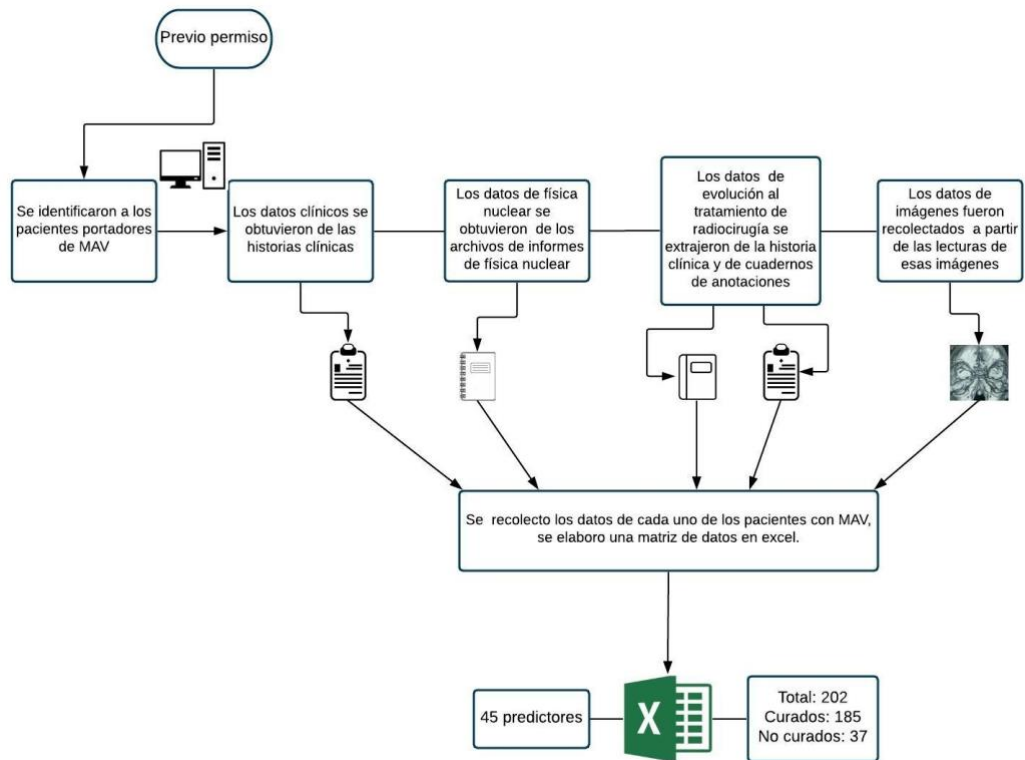 Previo permiso
Se identificaron a los
pacientes portadores
de MAV
Los datos clínicos se
obtuvieron de las
historias clínicas
Los datos de física
nuclear se
obtuvieron de los
archivos de informes
de física nuclear
Los datos de
evolución al
tratamiento de
radiocirugía se
extrajeron de la historia
clínica y de cuadernos
de anotaciones
Los datos de
imágenes fueron
recolectados a partir
de las lecturas de
esas imágenes
Se recolecto los datos de cada uno de los pacientes con MAV,
se elaboro una matriz de datos en excel.
45 predictores
X
Total: 202
Curados: 185
No curados: 37